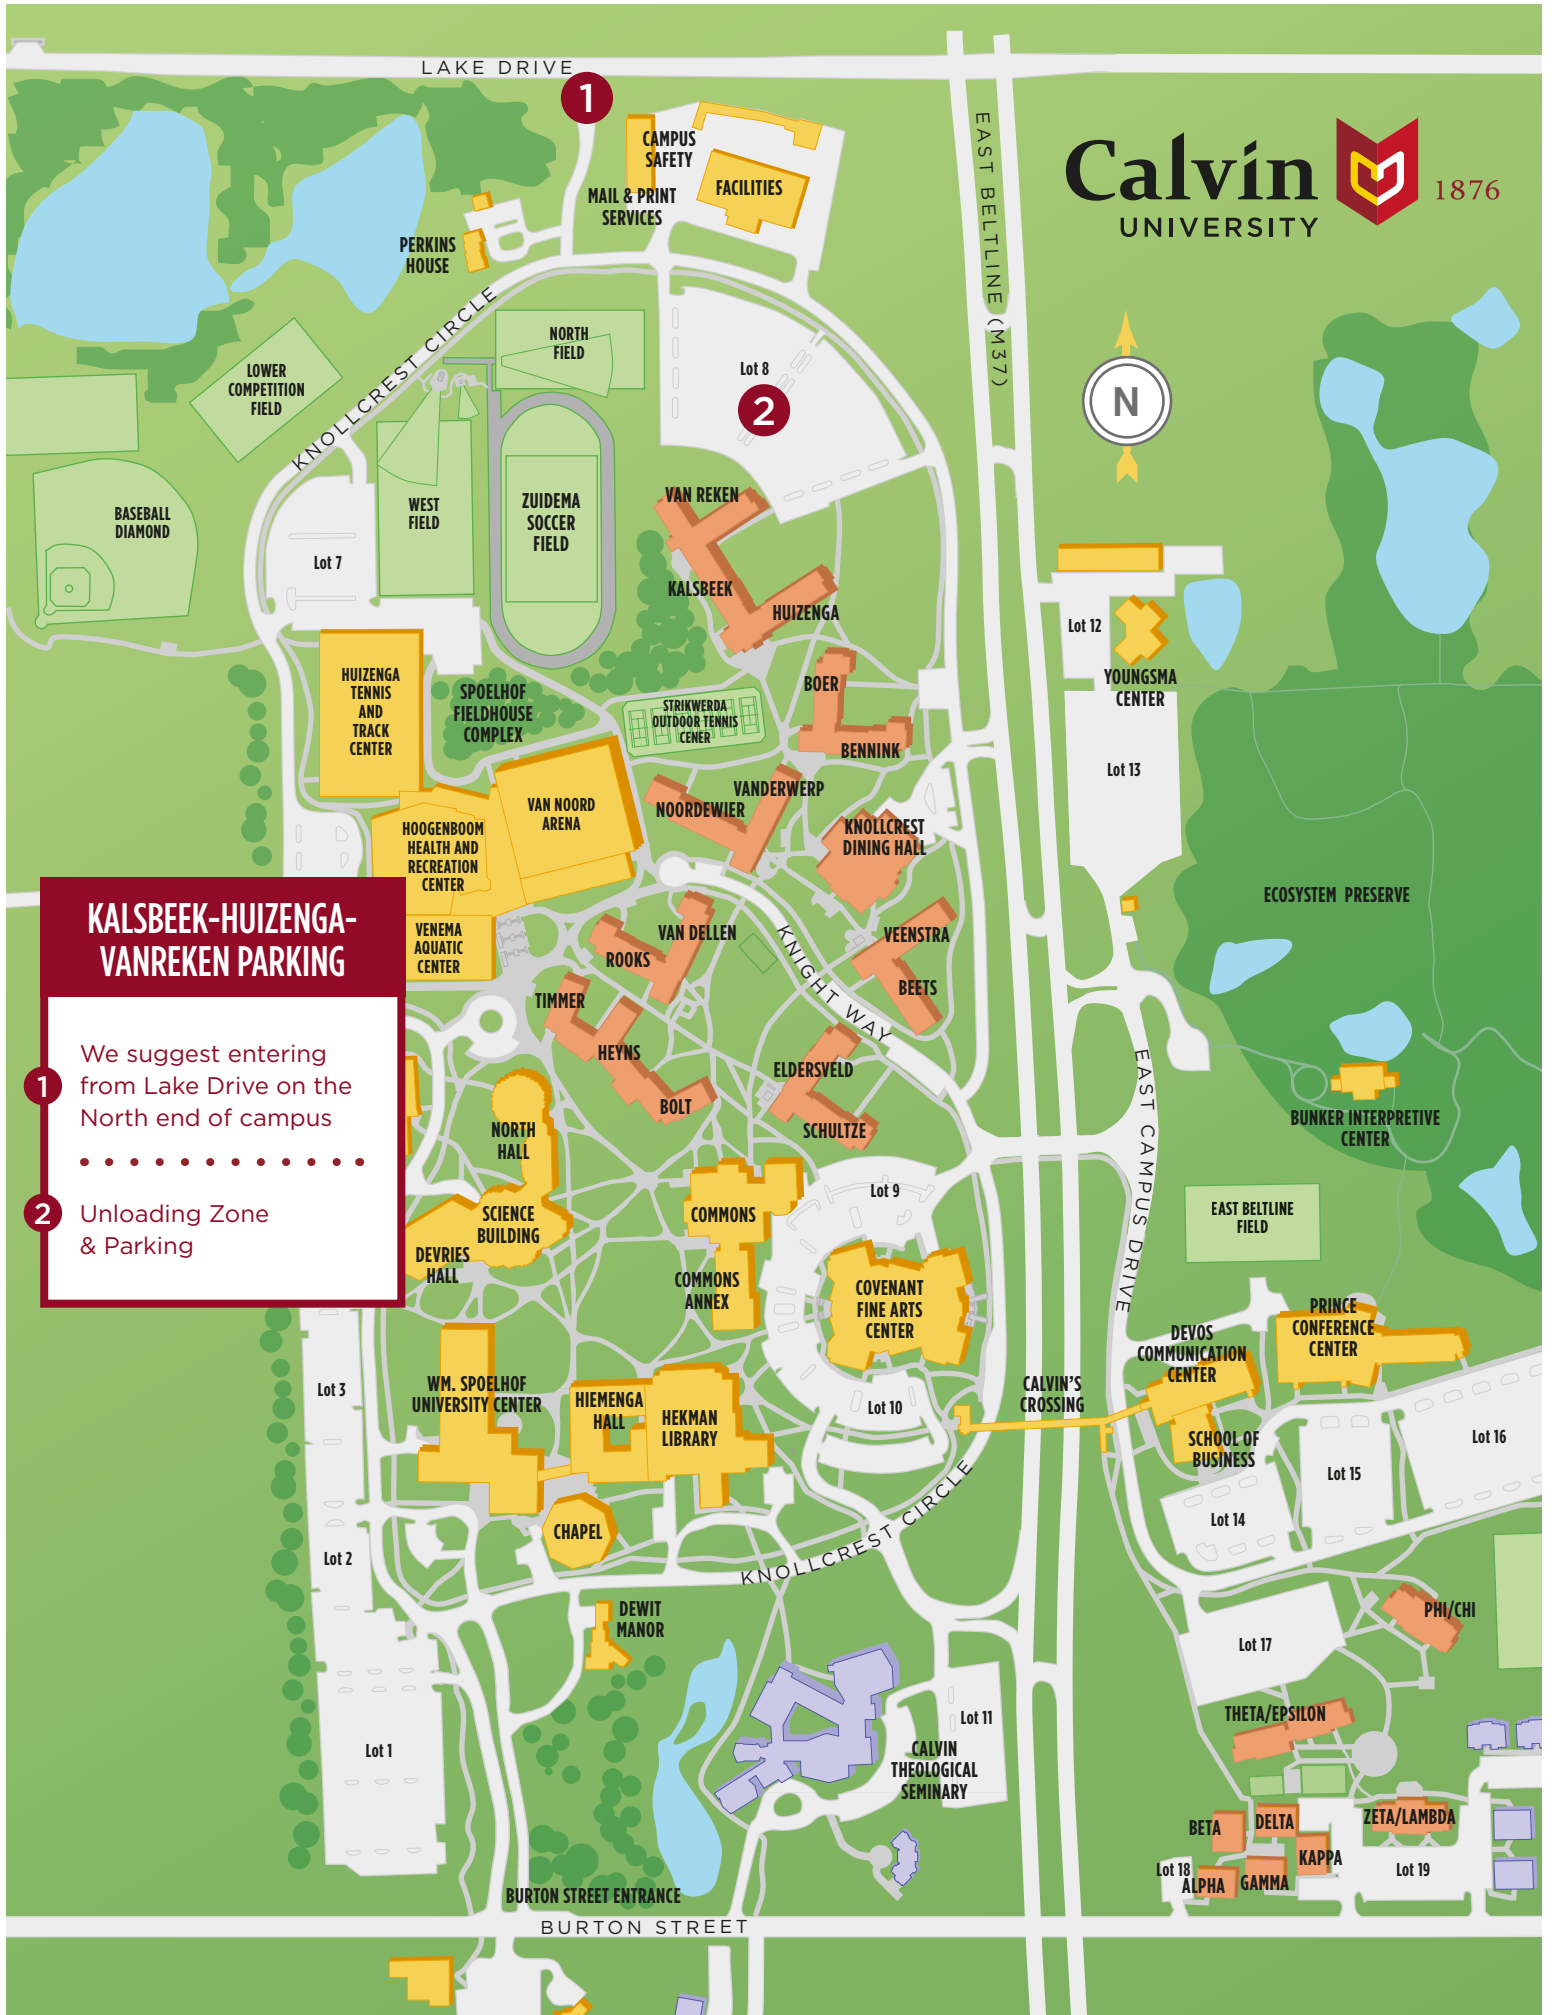 LAKE DRIVE
1
CAMPUS
SAFETY
MAIL & PRINT
SERVICES
FACILITIES
PERKINS
HOUSE
EAST BELTLINE (M37)
Calvin
UNIVERSITY
1876
N
KNOLLCREST CIRCLE
NORTH
FIELD
LOWER
COMPETITION
FIELD
Lot 8
2
BASEBALL
DIAMOND
WEST
FIELD
ZUIDEMA
SOCCER
FIELD
Lot 7
VAN REKEN
KALSBEEK
HUIZENGA
Lot 12
YOUNGSMA
CENTER
HUIZENGA
TENNIS
AND
TRACK
CENTER
SPOELHOF
FIELDHOUSE
COMPLEX
STRIKWERDA
OUTDOOR TENNIS
CENER
BOER
BENNINK
Lot 13
VAN NOORD
ARENA
NOORDEWIER
VANDERWERP
KNOLLCREST
DINING HALL
HOOGENBOOM
HEALTH AND
RECREATION
CENTER
ECOSYSTEM PRESERVE
VENEMA
AQUATIC
CENTER
KALSBEEK-HUIZENGA-
VANREKEN PARKING
1
We suggest entering
from Lake Drive on the
North end of campus
2
Unloading Zone
& Parking
ROOKS
VAN DELLEN
KNIGHT WAY
VEENSTRA
BEETS
TIMMER
HEYNS
BOLT
ELDERSVELD
SCHULTZE
EAST CAMPUS DRIVE
BUNKER INTERPRETIVE
CENTER
NORTH
HALL
SCIENCE
BUILDING
DEVRIES
HALL
COMMONS
COMMONS
ANNEX
Lot 9
COVENANT
FINE ARTS
CENTER
EAST BELTLINE
FIELD
PRINCE
CONFERENCE
CENTER
DEVOS
COMMUNICATION
CENTER
Lot 3
WM. SPOELHOF
UNIVERSITY CENTER
HIEMENGA
HALL
HEKMAN
LIBRARY
Lot 10
CALVIN'S
CROSSING
SCHOOL OF
BUSINESS
Lot 16
Lot 15
Lot 14
CHAPEL
Lot 2
KNOLLCREST CIRCLE
DEWIT
MANOR
PHI/CHI
Lot 17
THETA/EPSILON
Lot 11
Lot 1
CALVIN
THEOLOGICAL
SEMINARY
BETA
DELTA
ZETA/LAMBDA
KAPPA
Lot 18
ALPHA
GAMMA
Lot 19
BURTON STREET ENTRANCE
BURTON STREET